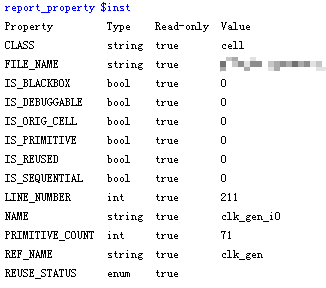 report_property $inst
Property Type Read-only Value
CLASS string true cell
FILE_NAME string true
IS_BLACKBOX bool true 0
IS_DEBUGGABLE bool true 0
IS_ORIG_CELL bool true 0
IS_PRIMITIVE bool true 0
IS_REUSED bool true 0
IS_SEQUENTIAL bool true 0
LINE_NUMBER int true 211
NAME string true clk_gen_i0
PRIMITIVE_COUNT int true 71
REF_NAME string true clk_gen
REUSE_STATUS enum true